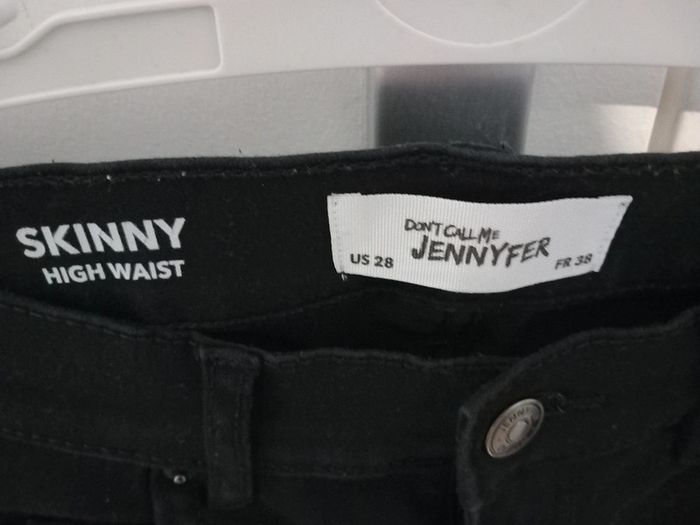 SKINNY
HIGH WAIST
DON'T CALL ME
JENNYFER
US 28
FR 38